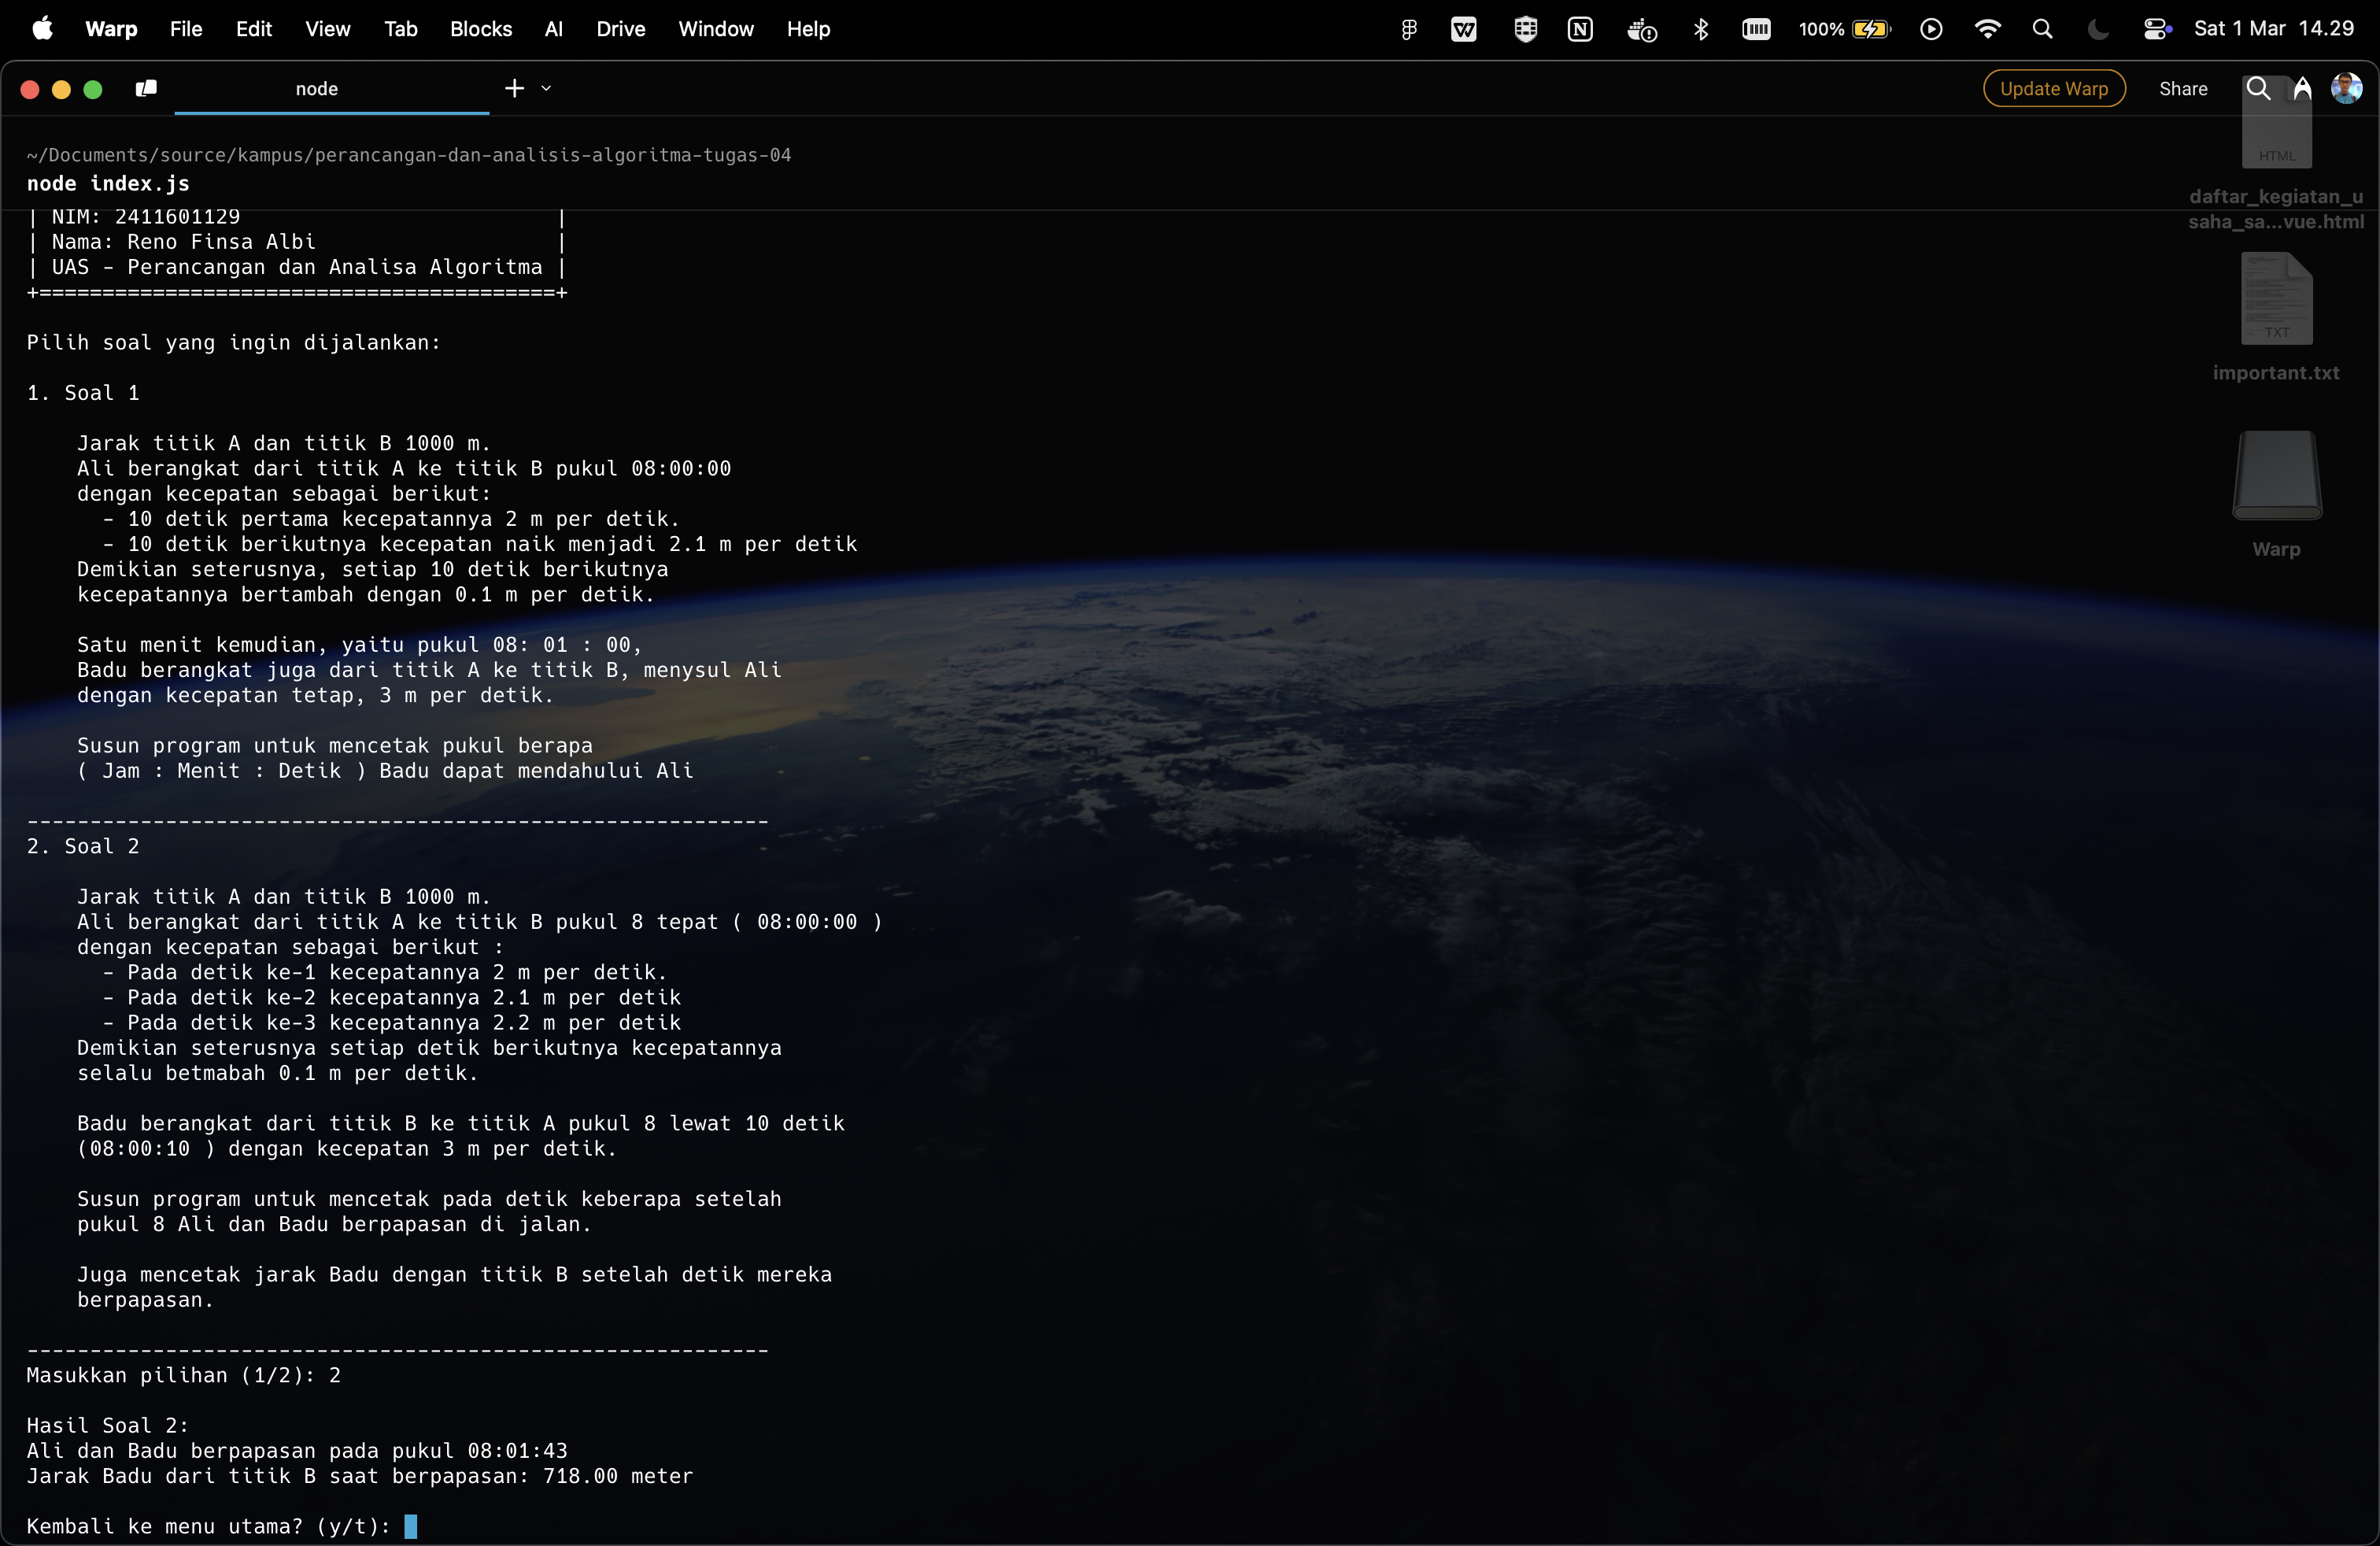 Warp File Edit View Tab Blocks AI Drive Window Help 100% Sat 1 Mar 14.29
node Update Warp Share
~/Documents/source/kampus/perancangan-dan-analisis-algoritma-tugas-04
node index.js
| NIM: 2411601129 |
| Nama: Reno Finsa Albi |
| UAS - Perancangan dan Analisa Algoritma |
+=========================================+
Pilih soal yang ingin dijalankan:
1. Soal 1
Jarak titik A dan titik B 1000 m.
Ali berangkat dari titik A ke titik B pukul 08:00:00
dengan kecepatan sebagai berikut:
- 10 detik pertama kecepatannya 2 m per detik.
- 10 detik berikutnya kecepatan naik menjadi 2.1 m per detik
Demikian seterusnya, setiap 10 detik berikutnya
kecepatannya bertambah dengan 0.1 m per detik.
Satu menit kemudian, yaitu pukul 08: 01 : 00,
Badu berangkat juga dari titik A ke titik B, menysul Ali
dengan kecepatan tetap, 3 m per detik.
Susun program untuk mencetak pukul berapa
( Jam : Menit : Detik ) Badu dapat mendahului Ali
-----------------------------------------------------------
2. Soal 2
Jarak titik A dan titik B 1000 m.
Ali berangkat dari titik A ke titik B pukul 8 tepat ( 08:00:00 )
dengan kecepatan sebagai berikut :
- Pada detik ke-1 kecepatannya 2 m per detik.
- Pada detik ke-2 kecepatannya 2.1 m per detik
- Pada detik ke-3 kecepatannya 2.2 m per detik
Demikian seterusnya setiap detik berikutnya kecepatannya
selalu betmabah 0.1 m per detik.
Badu berangkat dari titik B ke titik A pukul 8 lewat 10 detik
(08:00:10 ) dengan kecepatan 3 m per detik.
Susun program untuk mencetak pada detik keberapa setelah
pukul 8 Ali dan Badu berpapasan di jalan.
Juga mencetak jarak Badu dengan titik B setelah detik mereka
berpapasan.
-----------------------------------------------------------
Masukkan pilihan (1/2): 2
Hasil Soal 2:
Ali dan Badu berpapasan pada pukul 08:01:43
Jarak Badu dari titik B saat berpapasan: 718.00 meter
Kembali ke menu utama? (y/t):
HTML
daftar_kegiatan_u
saha_sa...vue.html
TXT
important.txt
Warp